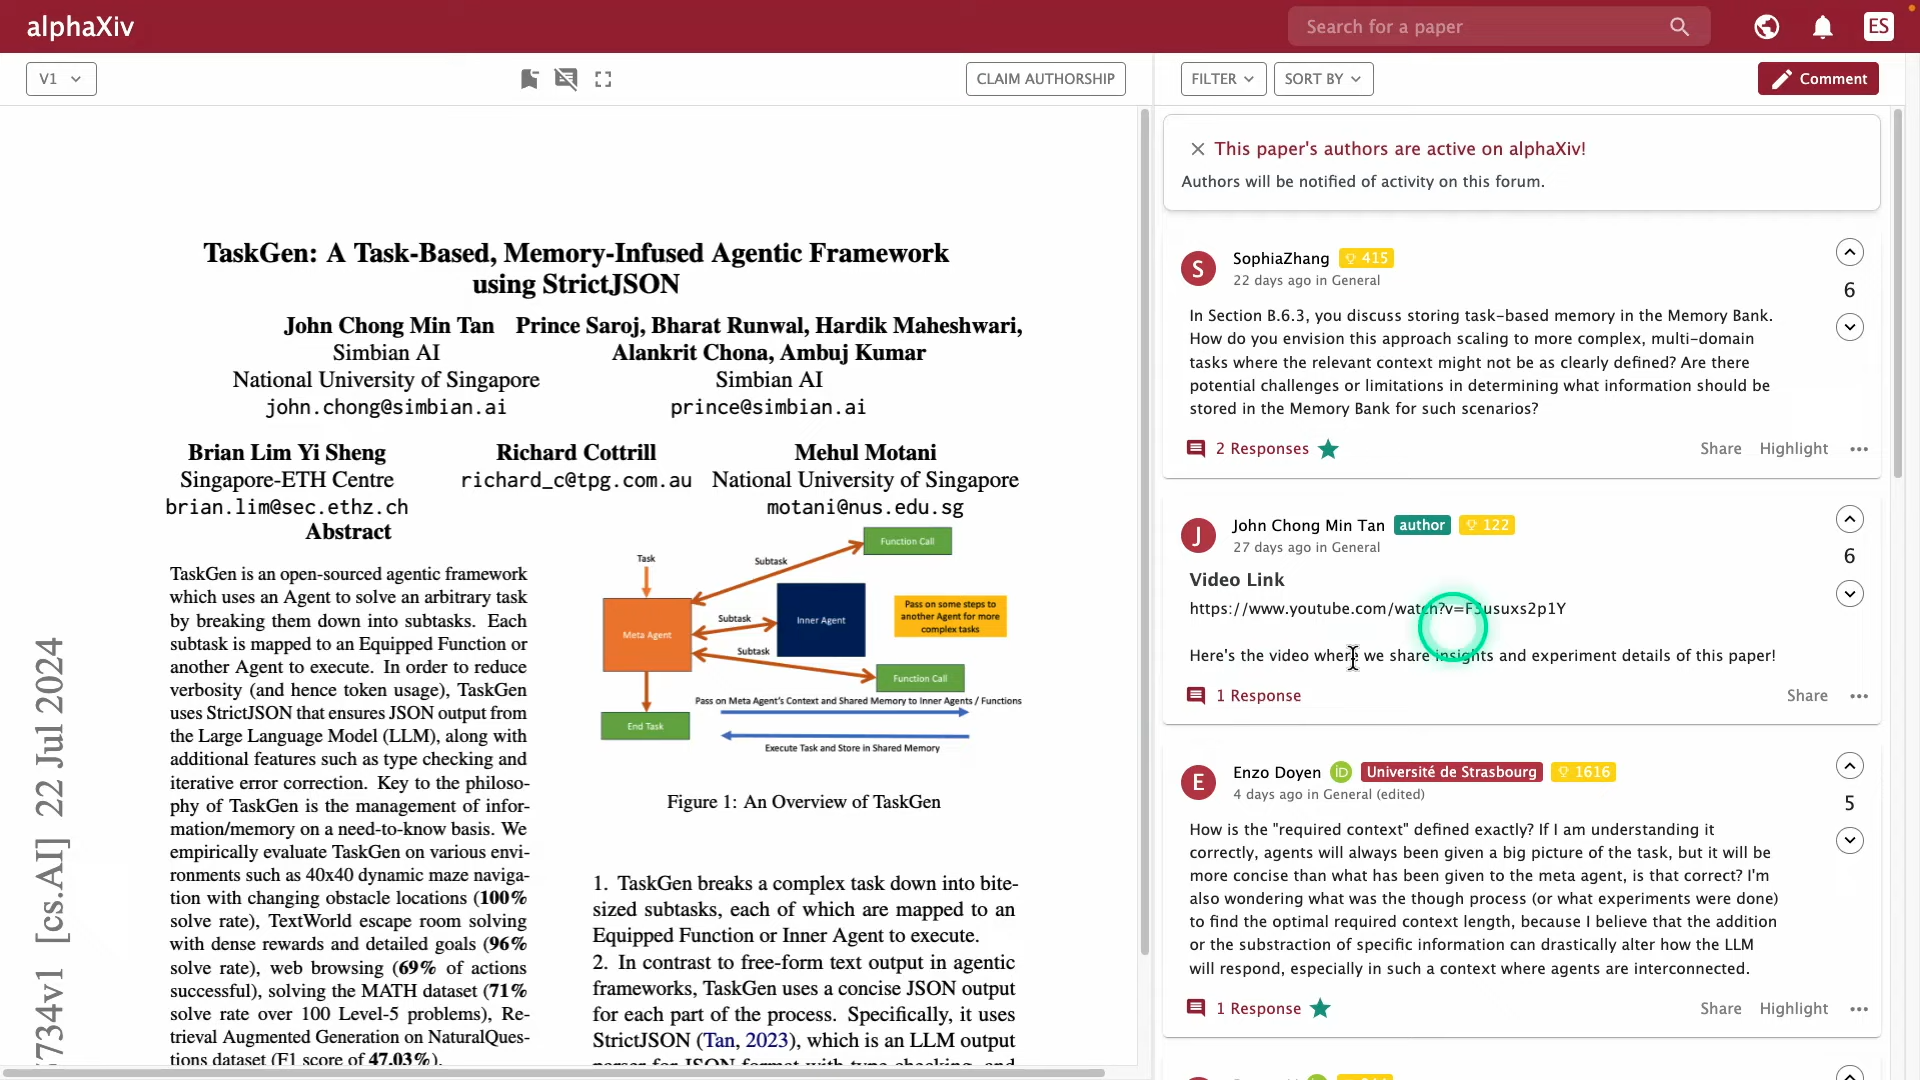 alphaXiv
Search for a paper
ES
V1
CLAIM AUTHORSHIP
FILTER
SORT BY
Comment
TaskGen: A Task-Based, Memory-Infused Agentic Framework
using StrictJSON
John Chong Min Tan
Simbian AI
National University of Singapore
john.chong@simbian.ai
Prince Saroj, Bharat Runwal, Hardik Maheshwari,
Alankrit Chona, Ambuj Kumar
Simbian AI
prince@simbian.ai
Brian Lim Yi Sheng
Singapore-ETH Centre
brian.lim@sec.ethz.ch
Richard Cottrill
richard_c@tpg.com.au
Mehul Motani
National University of Singapore
motani@nus.edu.sg
Abstract
TaskGen is an open-sourced agentic framework
which uses an Agent to solve an arbitrary task
by breaking them down into subtasks. Each
subtask is mapped to an Equipped Function or
another Agent to execute. In order to reduce
verbosity (and hence token usage), TaskGen
uses StrictJSON that ensures JSON output from
the Large Language Model (LLM), along with
additional features such as type checking and
iterative error correction. Key to the philoso-
phy of TaskGen is the management of infor-
mation/memory on a need-to-know basis. We
empirically evaluate TaskGen on various envi-
ronments such as 40x40 dynamic maze naviga-
tion with changing obstacle locations (100%
solve rate), TextWorld escape room solving
with dense rewards and detailed goals (96%
solve rate), web browsing (69% of actions
successful), solving the MATH dataset (71%
solve rate over 100 Level-5 problems), Re-
trieval Augmented Generation on NaturalQues-
tions dataset (F1 score of 47.03%).
734v1 [cs.AI] 22 Jul 2024
Task
Subtask
Function Call
Meta Agent
Subtask
Inner Agent
Pass on some steps to
another Agent for more
complex tasks
Subtask
Function Call
Pass on Meta Agent's Context and Shared Memory to Inner Agents / Functions
End Task
Execute Task and Store in Shared Memory
Figure 1: An Overview of TaskGen
1. TaskGen breaks a complex task down into bite-
sized subtasks, each of which are mapped to an
Equipped Function or Inner Agent to execute.
2. In contrast to free-form text output in agentic
frameworks, TaskGen uses a concise JSON output
for each part of the process. Specifically, it uses
StrictJSON (Tan, 2023), which is an LLM output
parser for JSON format with type checking, and
This paper's authors are active on alphaXiv!
Authors will be notified of activity on this forum.
S
SophiaZhang 415
22 days ago in General
6
In Section B.6.3, you discuss storing task-based memory in the Memory Bank.
How do you envision this approach scaling to more complex, multi-domain
tasks where the relevant context might not be as clearly defined? Are there
potential challenges or limitations in determining what information should be
stored in the Memory Bank for such scenarios?
2 Responses
Share Highlight
J
John Chong Min Tan author 122
27 days ago in General
6
Video Link
https://www.youtube.com/watch?v=F3usuxs2p1Y
Here's the video where we share insights and experiment details of this paper!
1 Response
Share
E
Enzo Doyen iD Université de Strasbourg 1616
4 days ago in General (edited)
5
How is the "required context" defined exactly? If I am understanding it
correctly, agents will always been given a big picture of the task, but it will be
more concise than what has been given to the meta agent, is that correct? I'm
also wondering what was the though process (or what experiments were done)
to find the optimal required context length, because I believe that the addition
or the substraction of specific information can drastically alter how the LLM
will respond, especially in such a context where agents are interconnected.
1 Response
Share Highlight